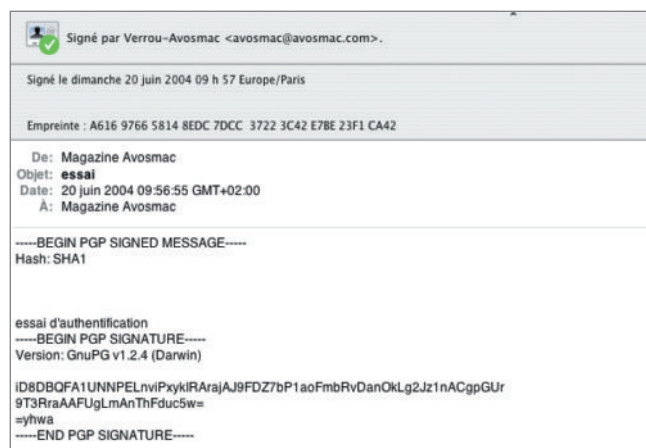 Signé par Verrou-Avosmac <avosmac@avosmac.com>.
Signé le dimanche 20 juin 2004 09 h 57 Europe/Paris
Empreinte : A616 9766 5814 8EDC 7DCC 3722 3C42 E7BE 23F1 CA42
De: Magazine Avosmac
Objet: essai
Date: 20 juin 2004 09:56:55 GMT+02:00
À: Magazine Avosmac
-----BEGIN PGP SIGNED MESSAGE-----
Hash: SHA1
essai d'authentification
-----BEGIN PGP SIGNATURE-----
Version: GnuPG v1.2.4 (Darwin)
iD8DBQFA1UNNPELnviPxyklRArajAJ9FDZ7bP1aoFmbRvDanOkLg2Jz1nACgpGUr
9T3RraAAFUgLmAnThFduc5w=
=yhwa
-----END PGP SIGNATURE-----